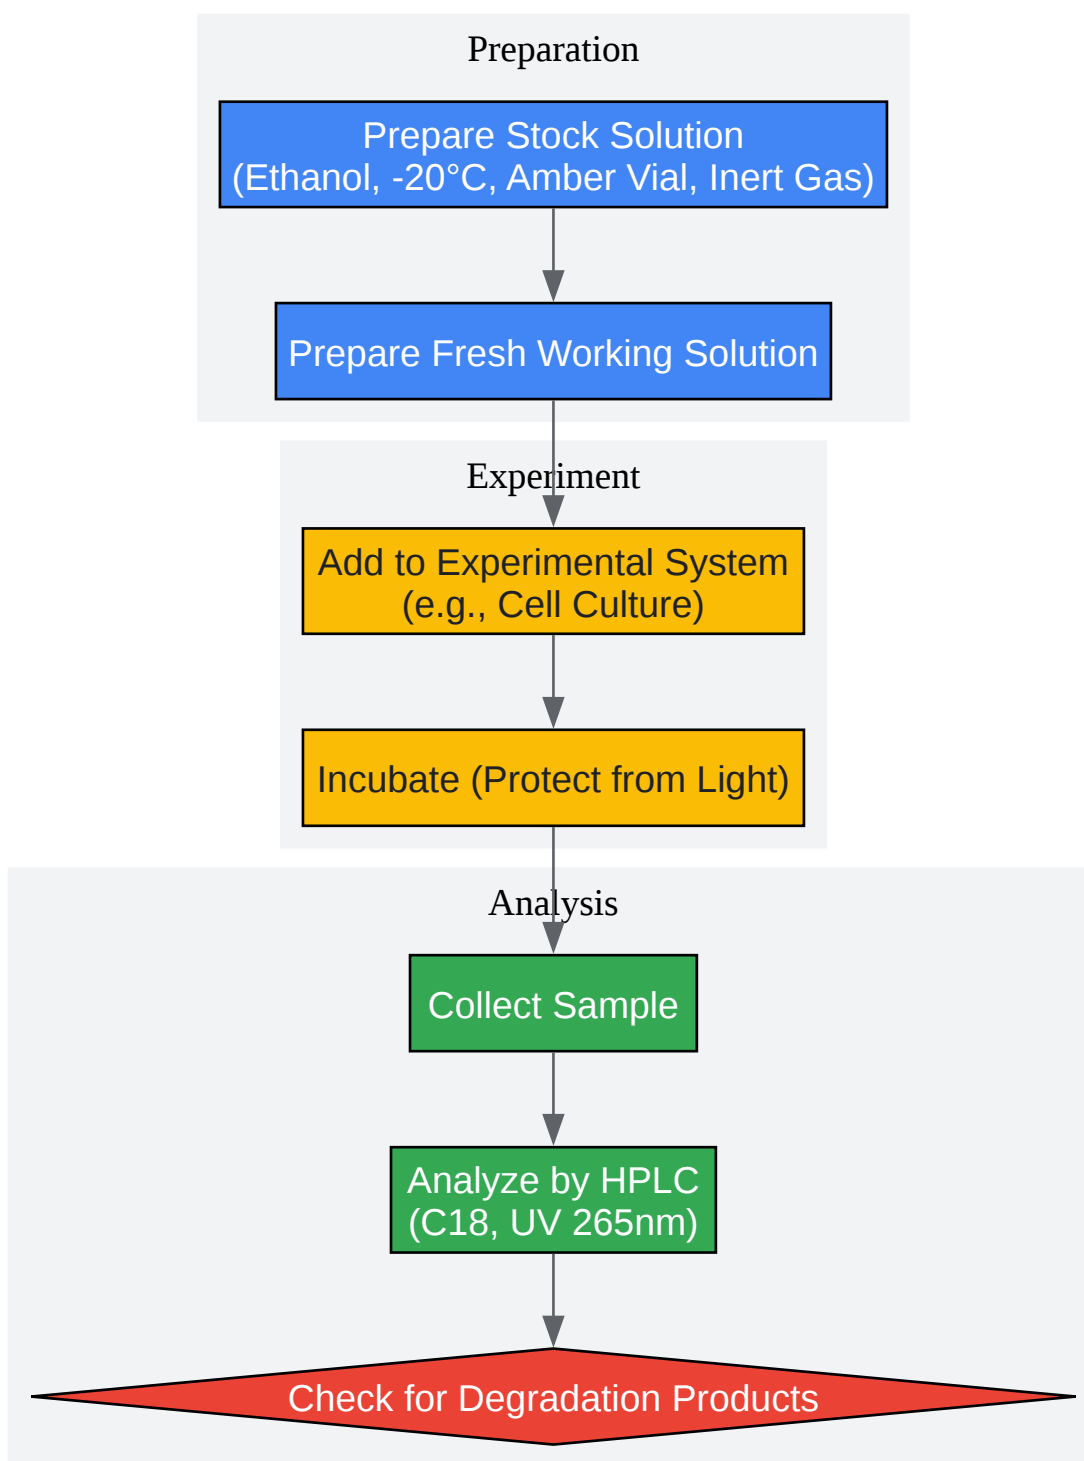 Preparation
Prepare Stock Solution
(Ethanol, -20°C, Amber Vial, Inert Gas)
Prepare Fresh Working Solution
Experiment
Add to Experimental System
(e.g., Cell Culture)
Incubate (Protect from Light)
Analysis
Collect Sample
Analyze by HPLC
(C18, UV 265nm)
Check for Degradation Products